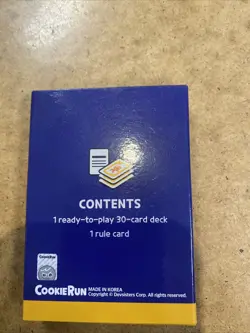 CONTENTS
1 ready-to-play 30-card deck
1 rule card
COOKIERUN
MADE IN KOREA
Copyright © Devsisters Corp. All rights reserved.